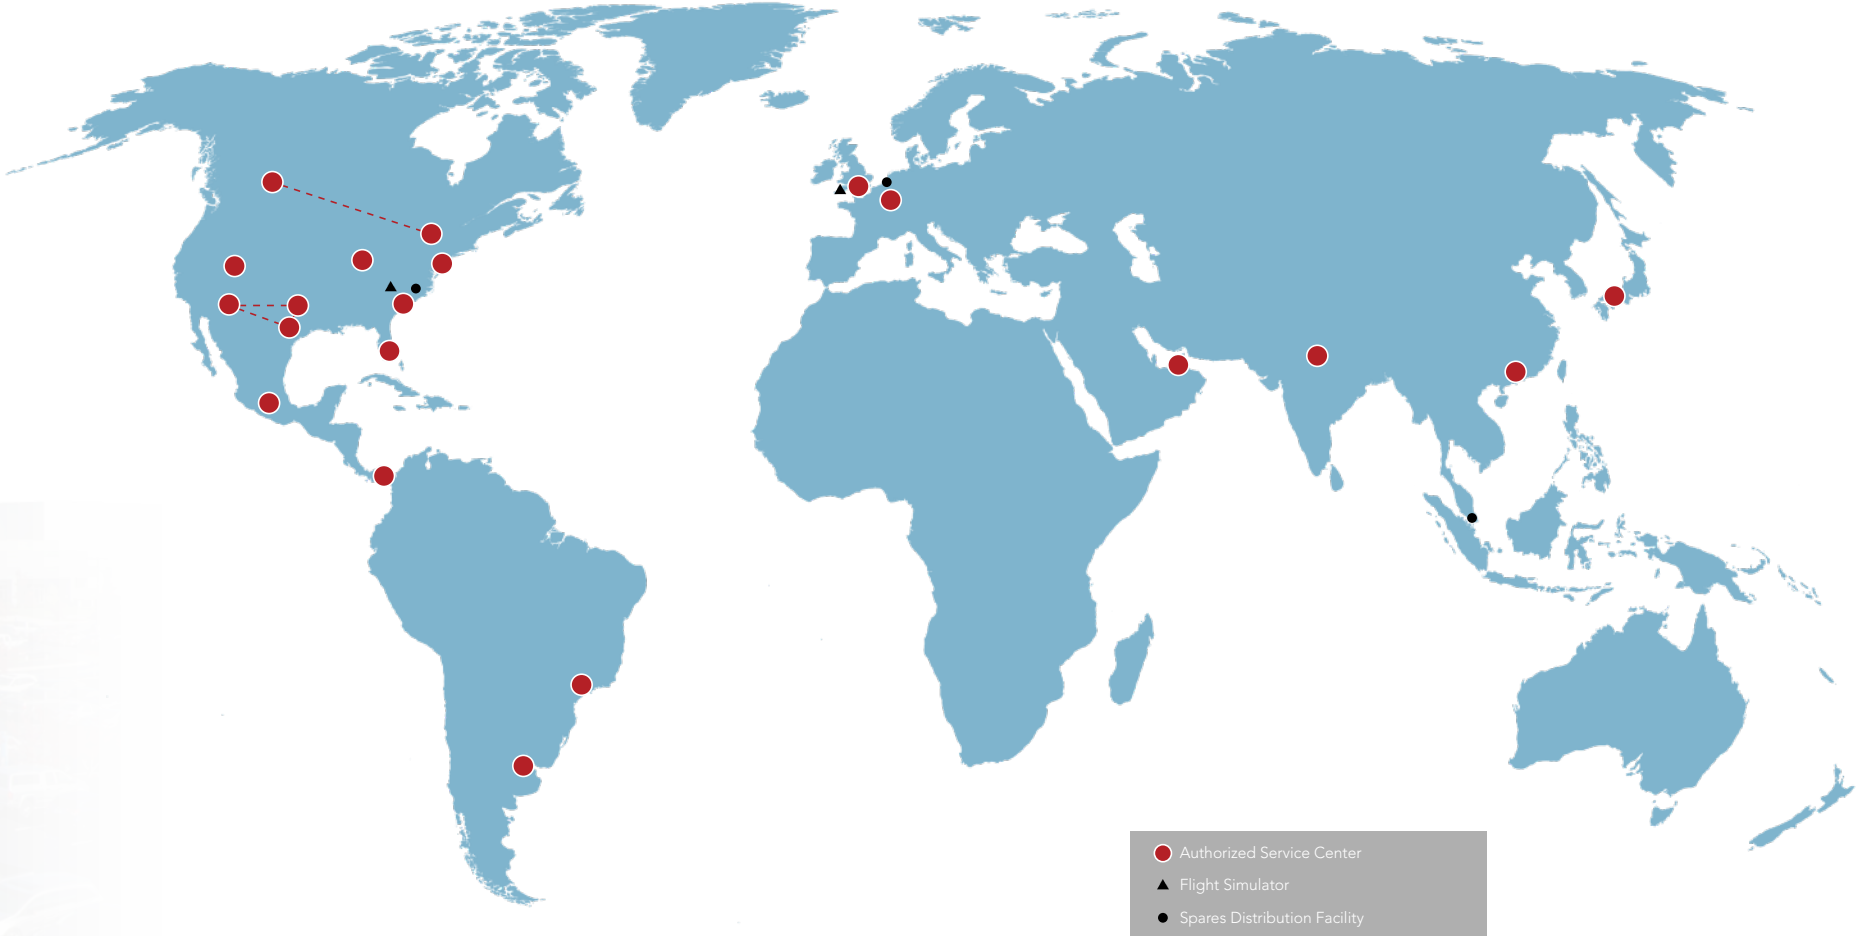 Authorized Service Center
Flight Simulator
Spares Distribution Facility